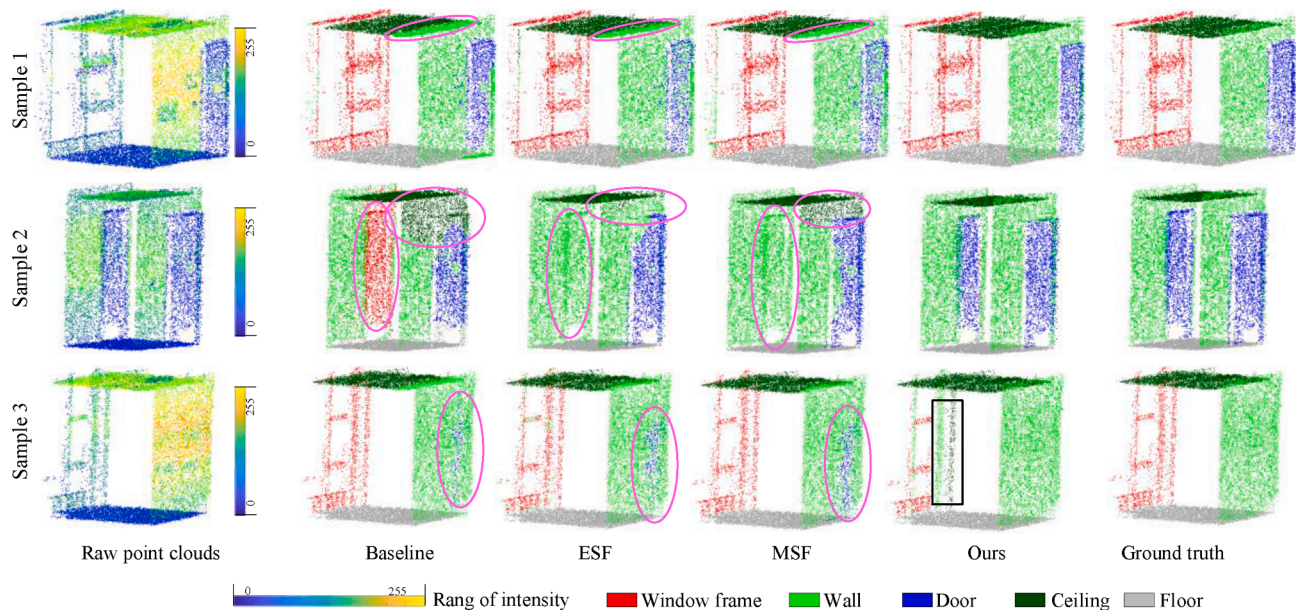 Sample 1
255
0
Sample 2
255
0
Sample 3
255
0
Raw point clouds Baseline ESF MSF Ours Ground truth
0 255 Rang of intensity Window frame Wall Door Ceiling Floor